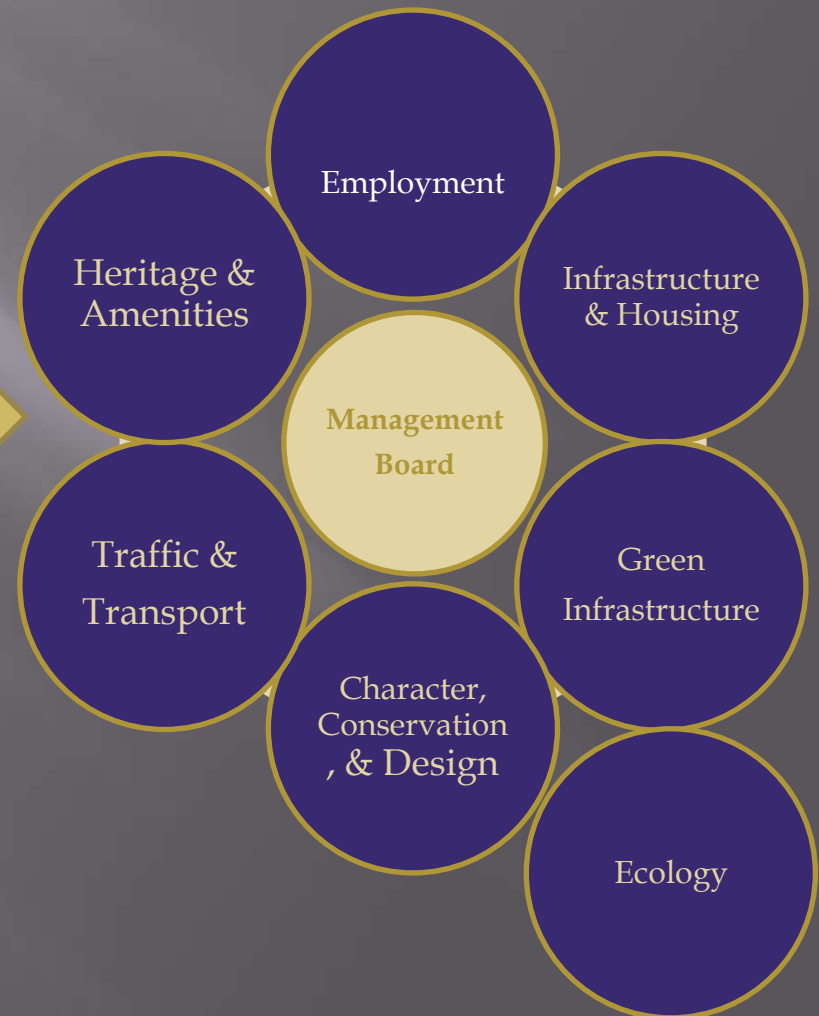 Employment
Heritage &
Amenities
Infrastructure
& Housing
Management
Board
Traffic &
Transport
Green
Infrastructure
Character,
Conservation
, & Design
Ecology